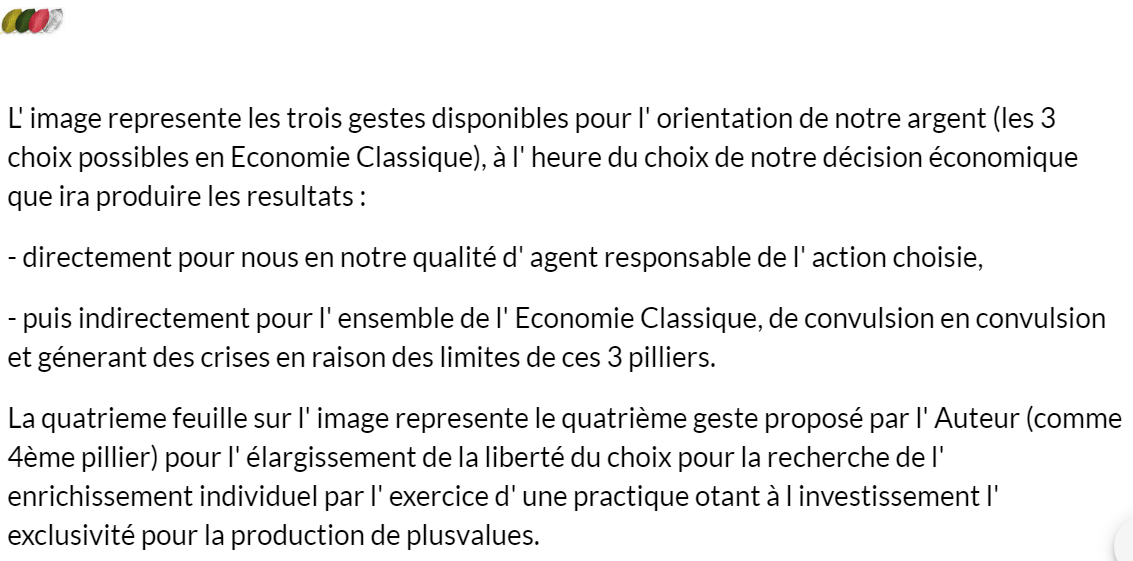 L' image represente les trois gestes disponibles pour l' orientation de notre argent (les 3
choix possibles en Economie Classique), à l' heure du choix de notre décision économique
que ira produire les resultats :
- directement pour nous en notre qualité d' agent responsable de l' action choisie,
- puis indirectement pour l' ensemble de l' Economie Classique, de convulsion en convulsion
et génerant des crises en raison des limites de ces 3 pilliers.
La quatrieme feuille sur l' image represente le quatrième geste proposé par l' Auteur (comme
4ème pillier) pour l' élargissement de la liberté du choix pour la recherche de l'
enrichissement individuel par l' exercice d' une practique otant à l investissement l'
exclusivité pour la production de plusvalues.